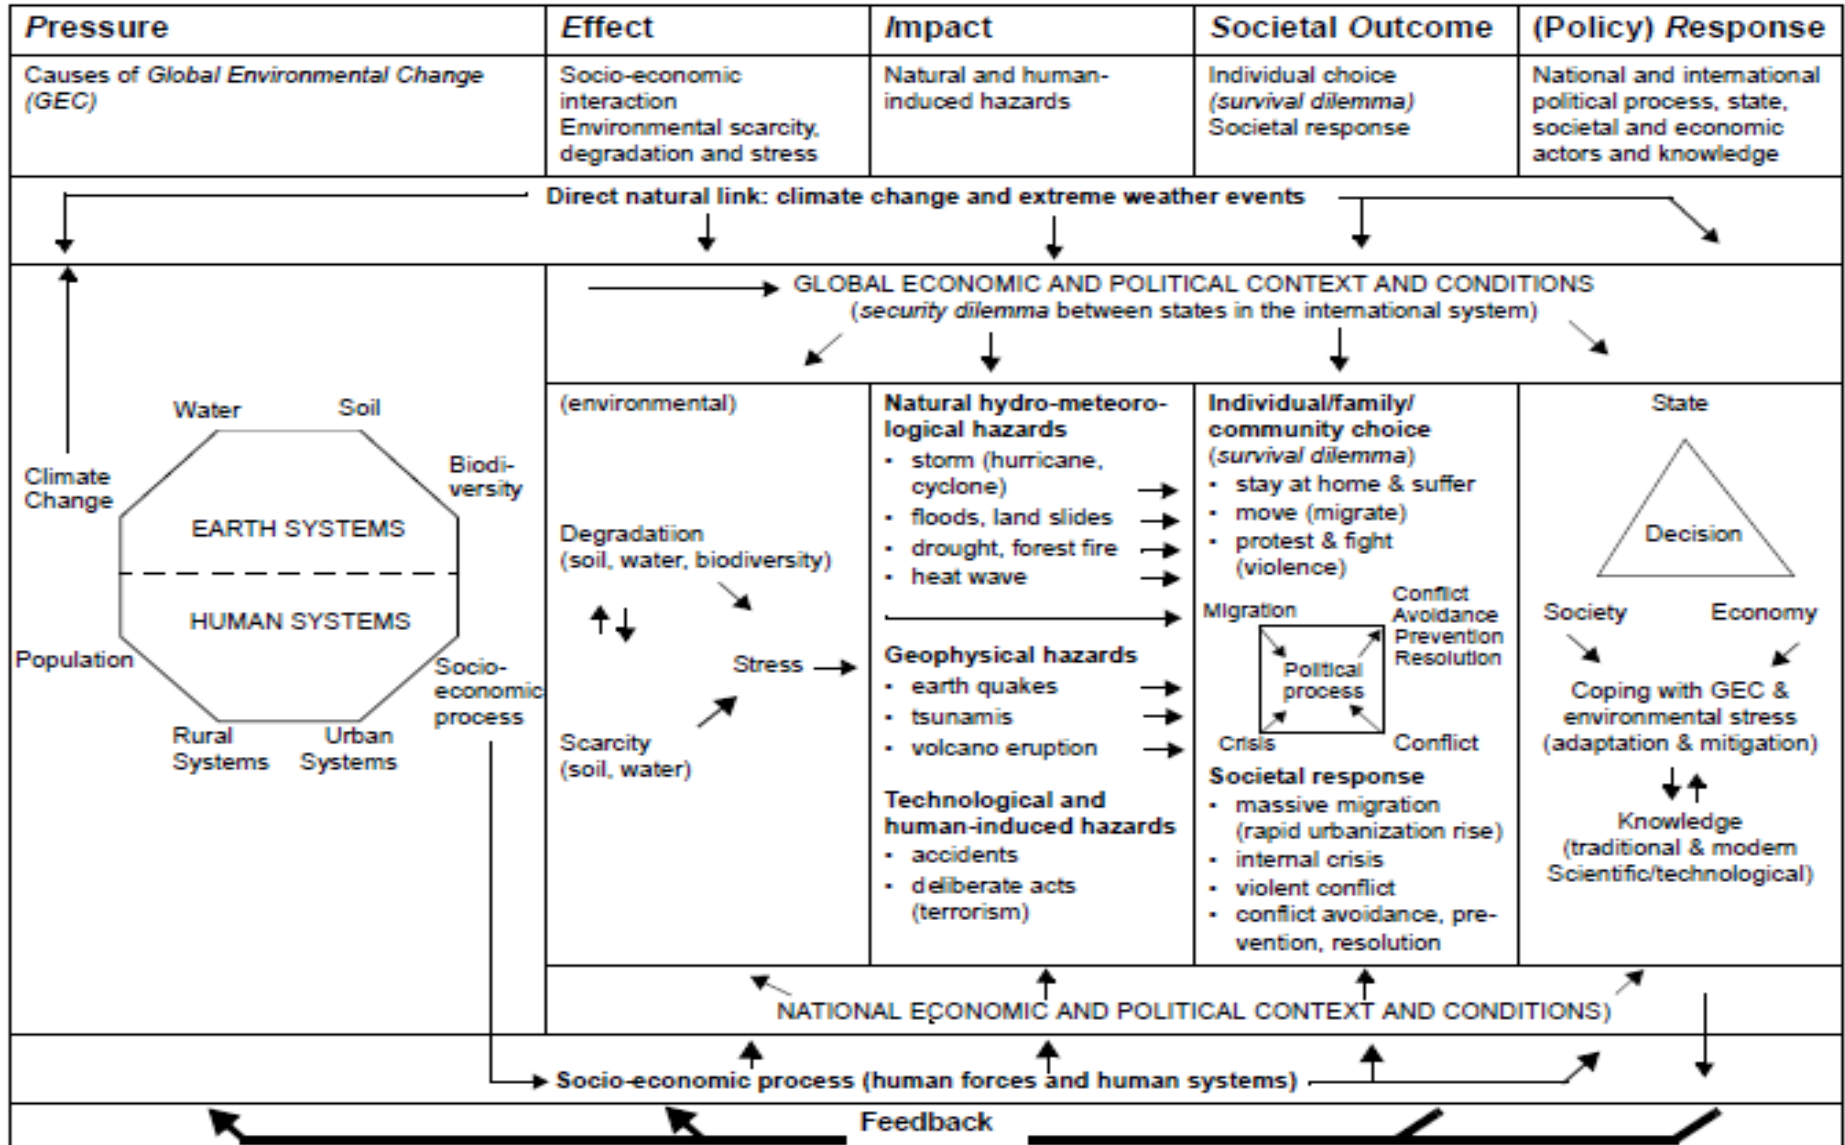 Pressure
Effect
Impact
Societal Outcome
(Policy) Response
Causes of Global Environmental Change
(GEC)
Socio-economic
interaction
Environmental scarcity,
degradation and stress
Natural and human-
induced hazards
Individual choice
(survival dilemma)
Societal response
National and international
political process, state,
societal and economic
actors and knowledge
Direct natural link: climate change and extreme weather events
GLOBAL ECONOMIC AND POLITICAL CONTEXT AND CONDITIONS
(security dilemma between states in the international system)
Water
Soil
Climate
Change
Biodi-
versity
EARTH SYSTEMS
HUMAN SYSTEMS
Population
Socio-
economic
process
Rural
Systems
Urban
Systems
(environmental)
Degradatiion
(soil, water, biodiversity)
Stress
Scarcity
(soil, water)
Natural hydro-meteoro-
logical hazards
• storm (hurricane,
cyclone)
• floods, land slides
• drought, forest fire
• heat wave
Geophysical hazards
• earth quakes
• tsunamis
• volcano eruption
Technological and
human-induced hazards
• accidents
• deliberate acts
(terrorism)
Individual/family/
community choice
(survival dilemma)
• stay at home & suffer
• move (migrate)
• protest & fight
(violence)
Migration
Conflict
Avoidance
Prevention
Resolution
Political
process
Crisis
Conflict
Societal response
• massive migration
(rapid urbanization rise)
• internal crisis
• violent conflict
• conflict avoidance, pre-
vention, resolution
State
Decision
Society
Economy
Coping with GEC &
environmental stress
(adaptation & mitigation)
Knowledge
(traditional & modern
Scientific/technological)
NATIONAL ECONOMIC AND POLITICAL CONTEXT AND CONDITIONS)
Socio-economic process (human forces and human systems)
Feedback